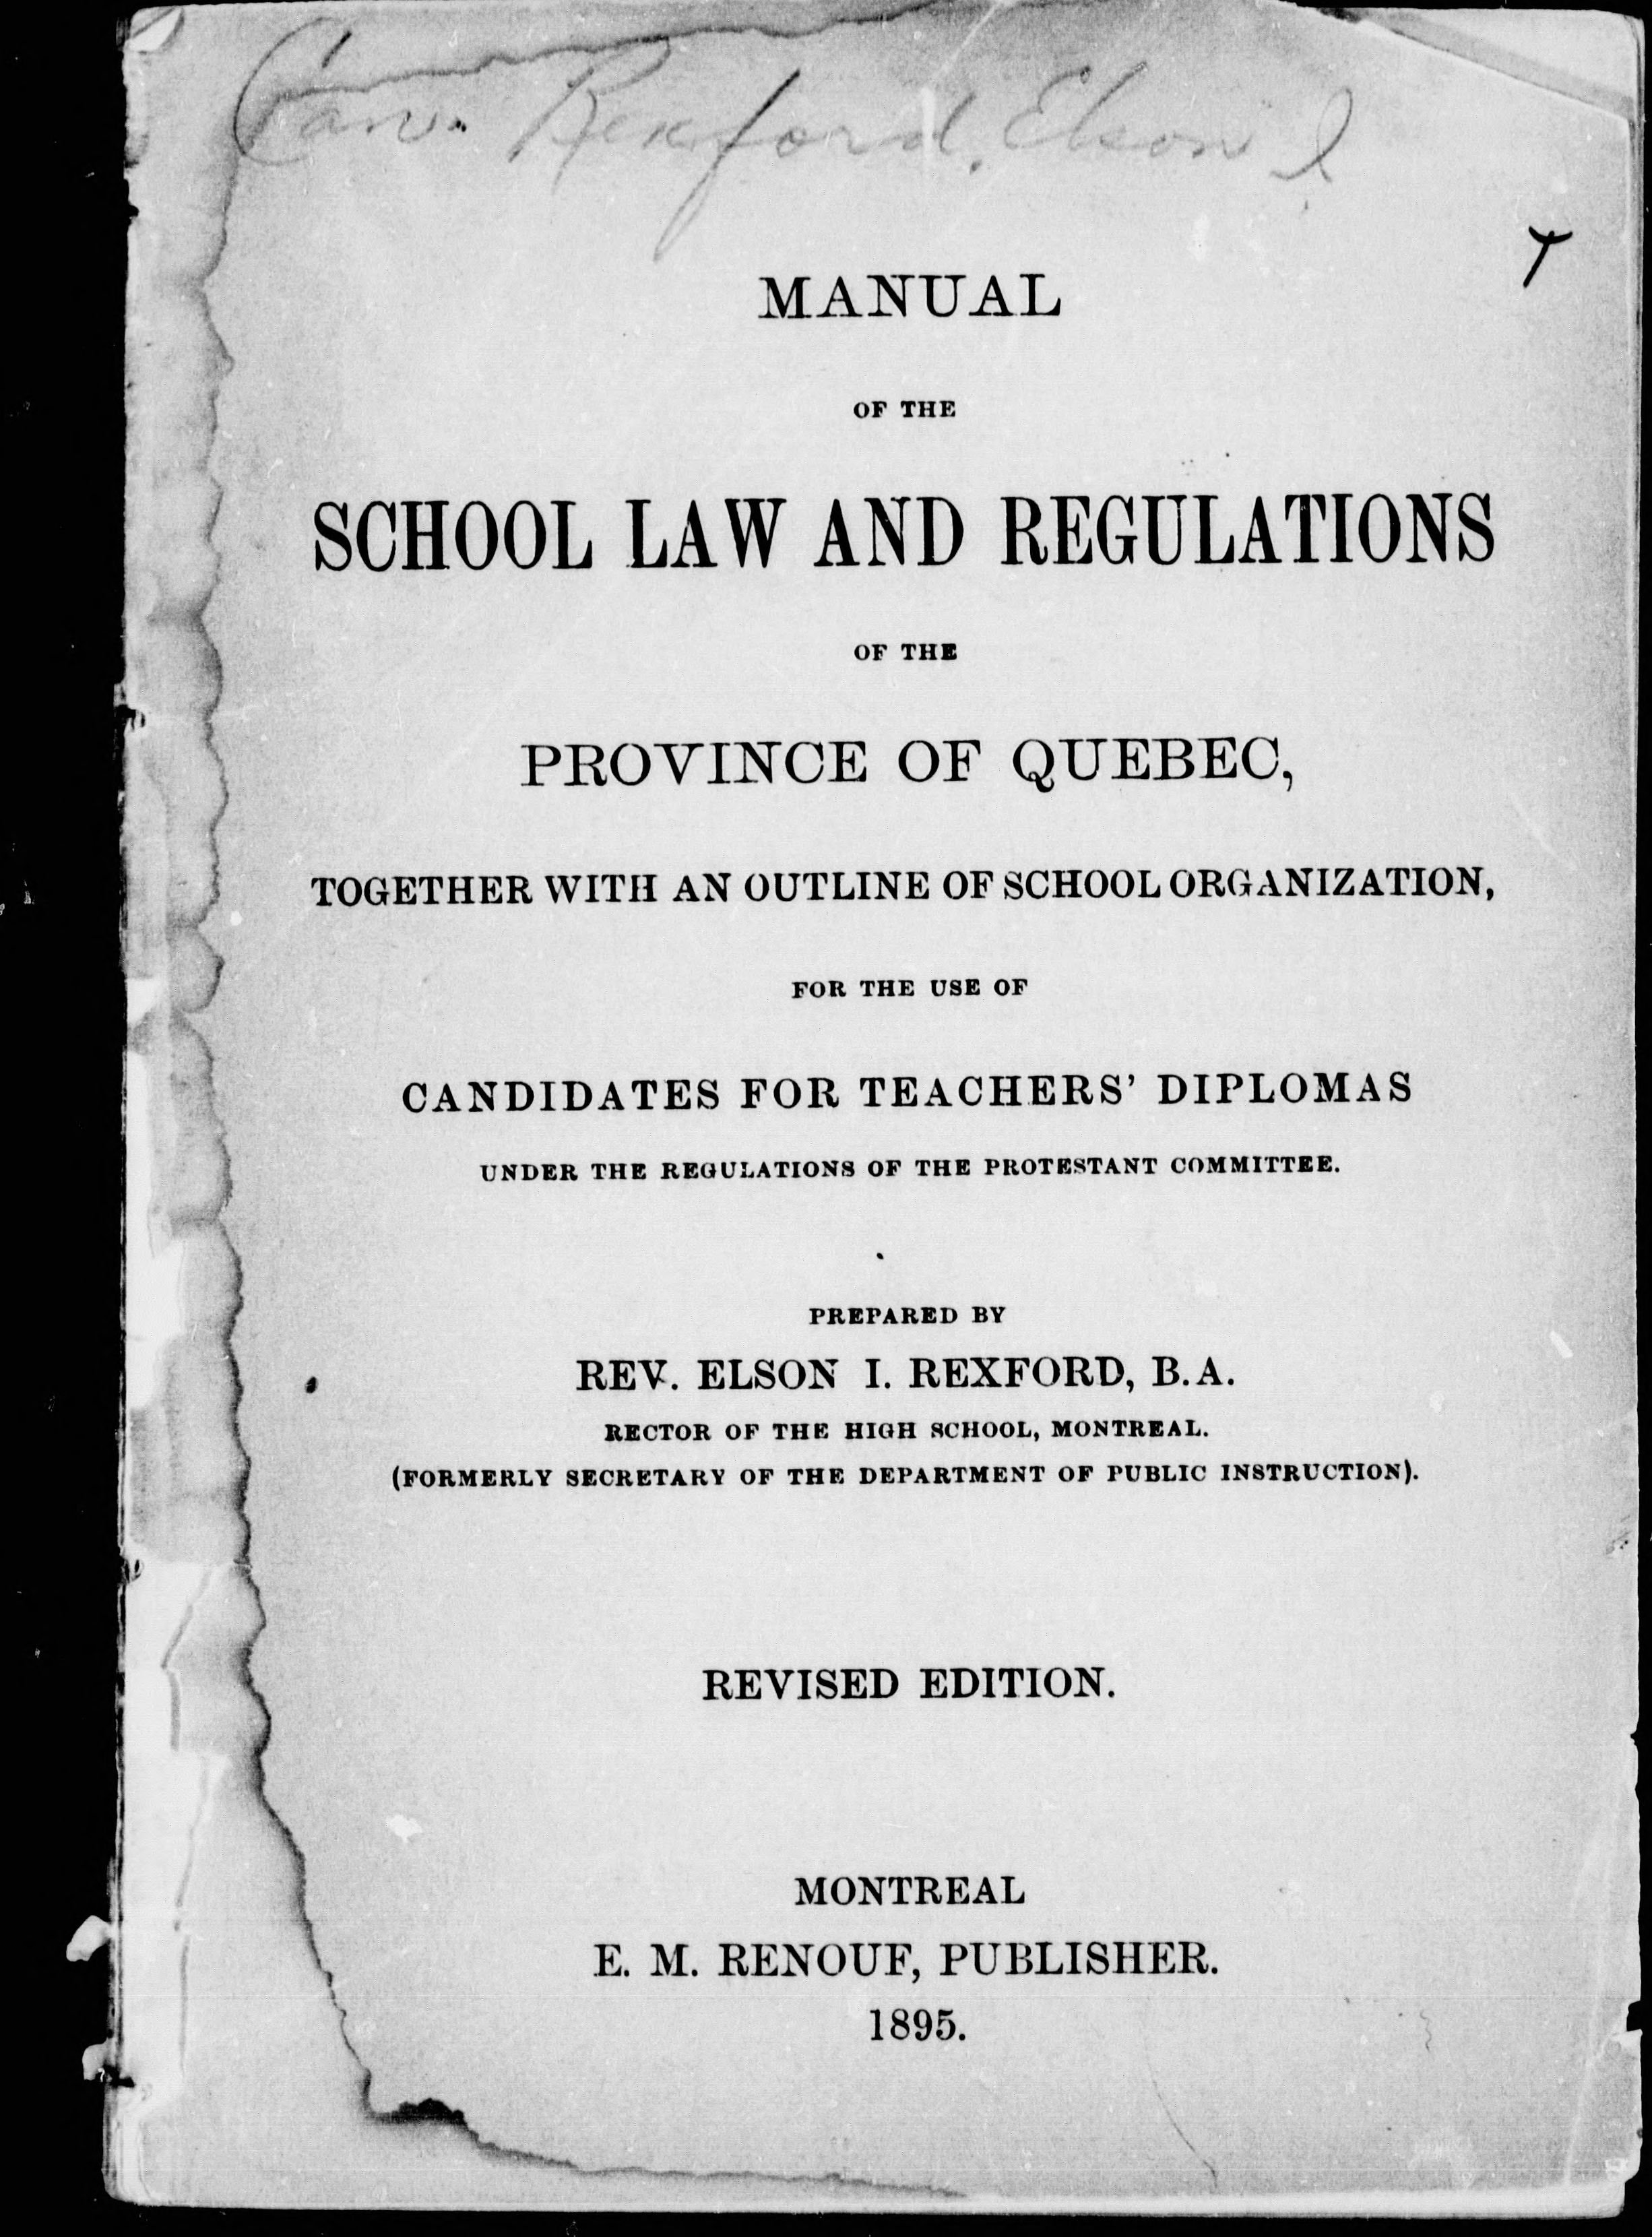 Can. Rexford, Elson I
MANUAL
OF THE
SCHOOL LAW AND REGULATIONS
OF THE
PROVINCE OF QUEBEC,
TOGETHER WITH AN OUTLINE OF SCHOOL ORGANIZATION,
FOR THE USE OF
CANDIDATES FOR TEACHERS' DIPLOMAS
UNDER THE REGULATIONS OF THE PROTESTANT COMMITTEE.
PREPARED BY
REV. ELSON I. REXFORD, B.A.
RECTOR OF THE HIGH SCHOOL, MONTREAL.
(FORMERLY SECRETARY OF THE DEPARTMENT OF PUBLIC INSTRUCTION).
REVISED EDITION.
MONTREAL
E. M. RENOUF, PUBLISHER.
1895.